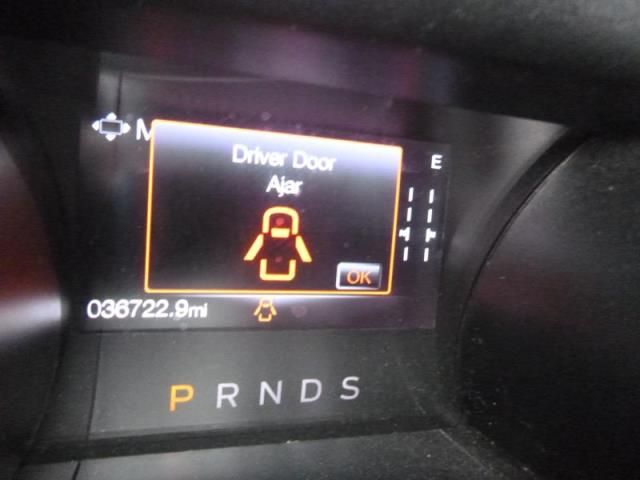 M
Driver Door
Ajar
E
OK
036722.9mi
P R N D S